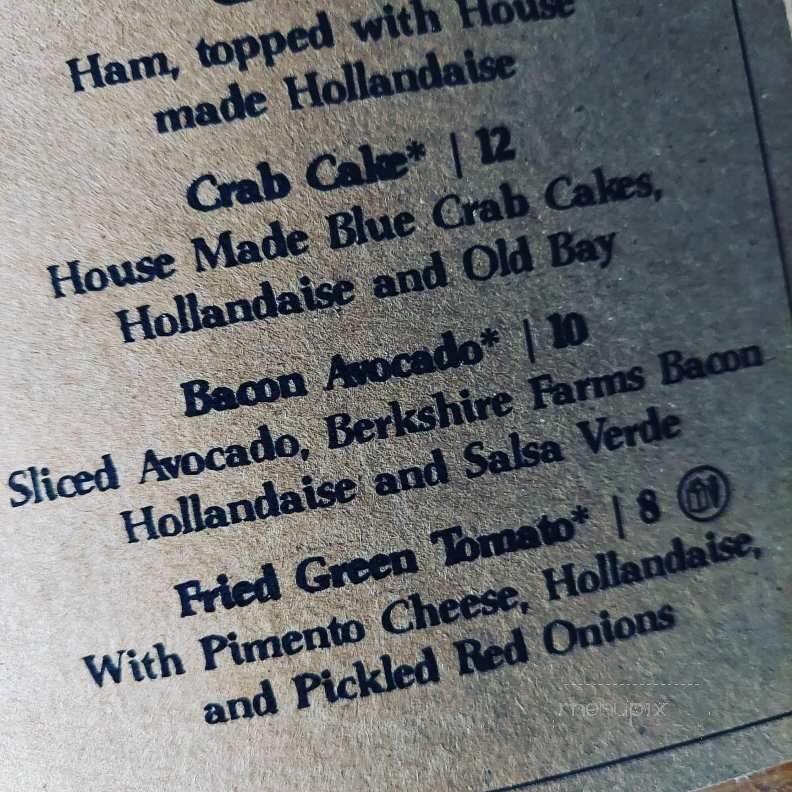 Ham, topped with House
made Hollandaise
Crab Cake* | 12
House Made Blue Crab Cakes,
Hollandaise and Old Bay
Bacon Avocado* | 10
Sliced Avocado, Berkshire Farms Bacon
Hollandaise and Salsa Verde
Fried Green Tomato* | 8
With Pimento Cheese, Hollandaise,
and Pickled Red Onions
menupix